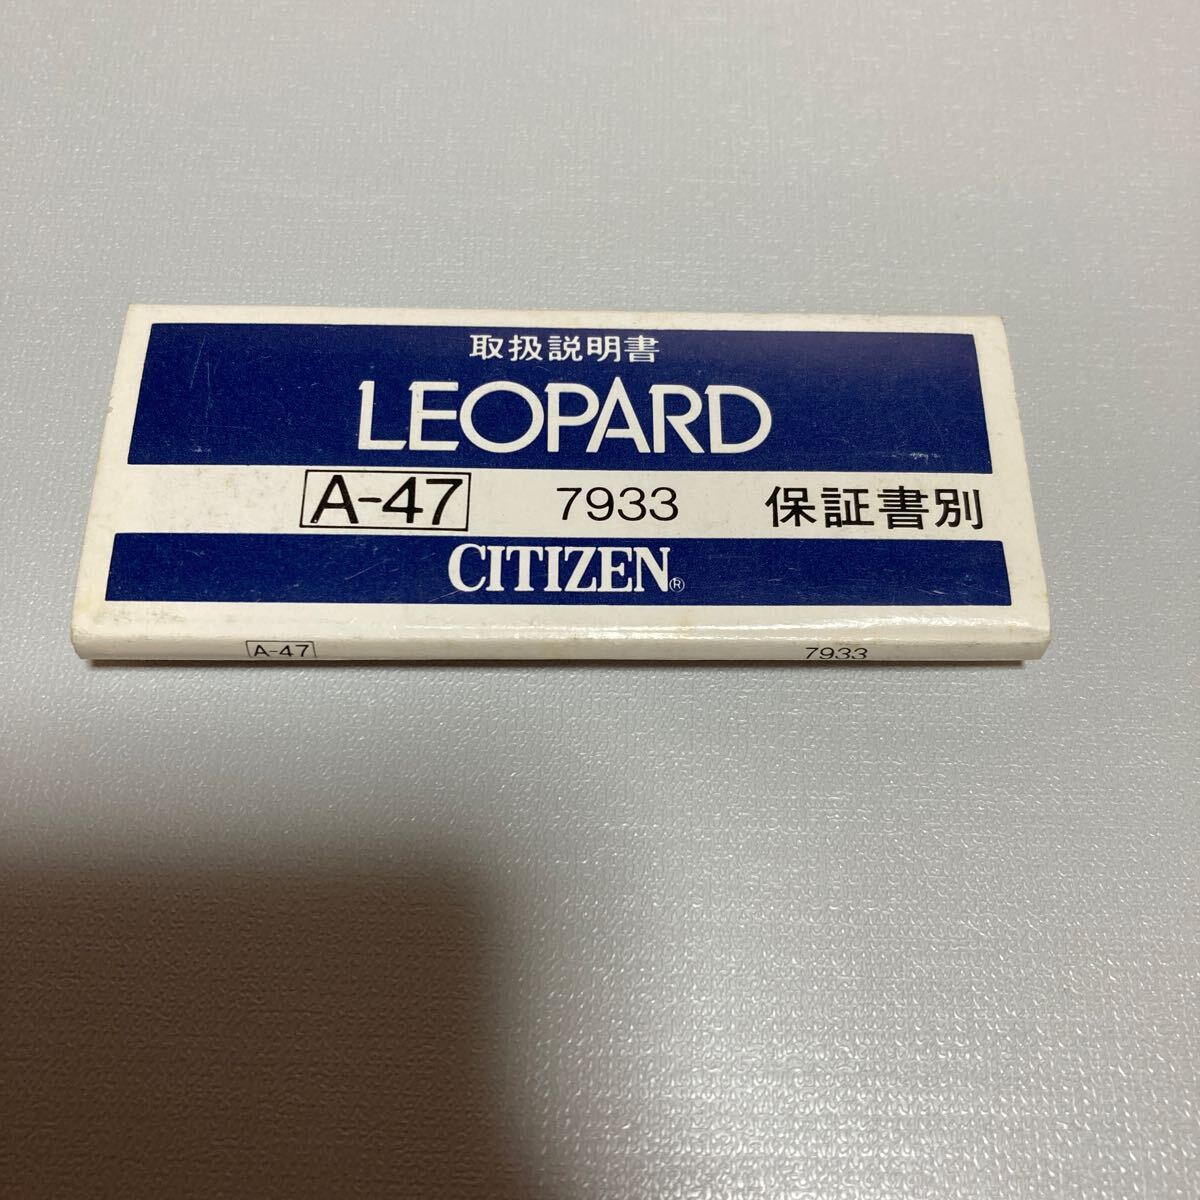 取扱説明書
LEOPARD
A-47 7933 保証書別
CITIZEN®
A-47 7933